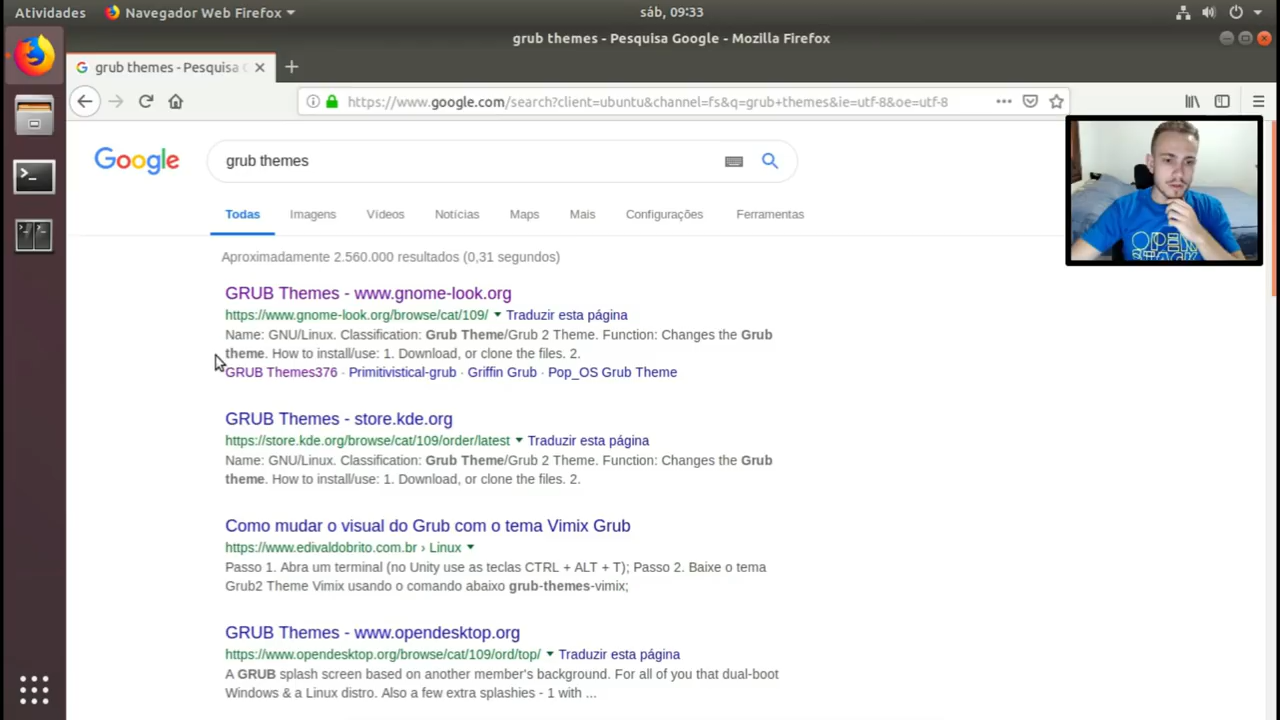 Atividades
Navegador Web Firefox
sáb, 09:33
grub themes - Pesquisa Google - Mozilla Firefox
grub themes - Pesquisa G
https://www.google.com/search?client=ubuntu&channel=fs&q=grub+themes&ie=utf-8&oe=utf-8
Google
grub themes
Todas
Imagens
Vídeos
Notícias
Maps
Mais
Configurações
Ferramentas
Aproximadamente 2.560.000 resultados (0,31 segundos)
GRUB Themes - www.gnome-look.org
https://www.gnome-look.org/browse/cat/109/ Traduzir esta página
Name: GNU/Linux. Classification: Grub Theme/Grub 2 Theme. Function: Changes the Grub
theme. How to install/use: 1. Download, or clone the files. 2.
GRUB Themes376 · Primitivistical-grub · Griffin Grub · Pop_OS Grub Theme
GRUB Themes - store.kde.org
https://store.kde.org/browse/cat/109/order/latest Traduzir esta página
Name: GNU/Linux. Classification: Grub Theme/Grub 2 Theme. Function: Changes the Grub
theme. How to install/use: 1. Download, or clone the files. 2.
Como mudar o visual do Grub com o tema Vimix Grub
https://www.edivaldobrito.com.br › Linux
Passo 1. Abra um terminal (no Unity use as teclas CTRL + ALT + T); Passo 2. Baixe o tema
Grub2 Theme Vimix usando o comando abaixo grub-themes-vimix;
GRUB Themes - www.opendesktop.org
https://www.opendesktop.org/browse/cat/109/ord/top/ Traduzir esta página
A GRUB splash screen based on another member's background. For all of you that dual-boot
Windows & a Linux distro. Also a few extra splashies - 1 with ...
OPEN
STACK